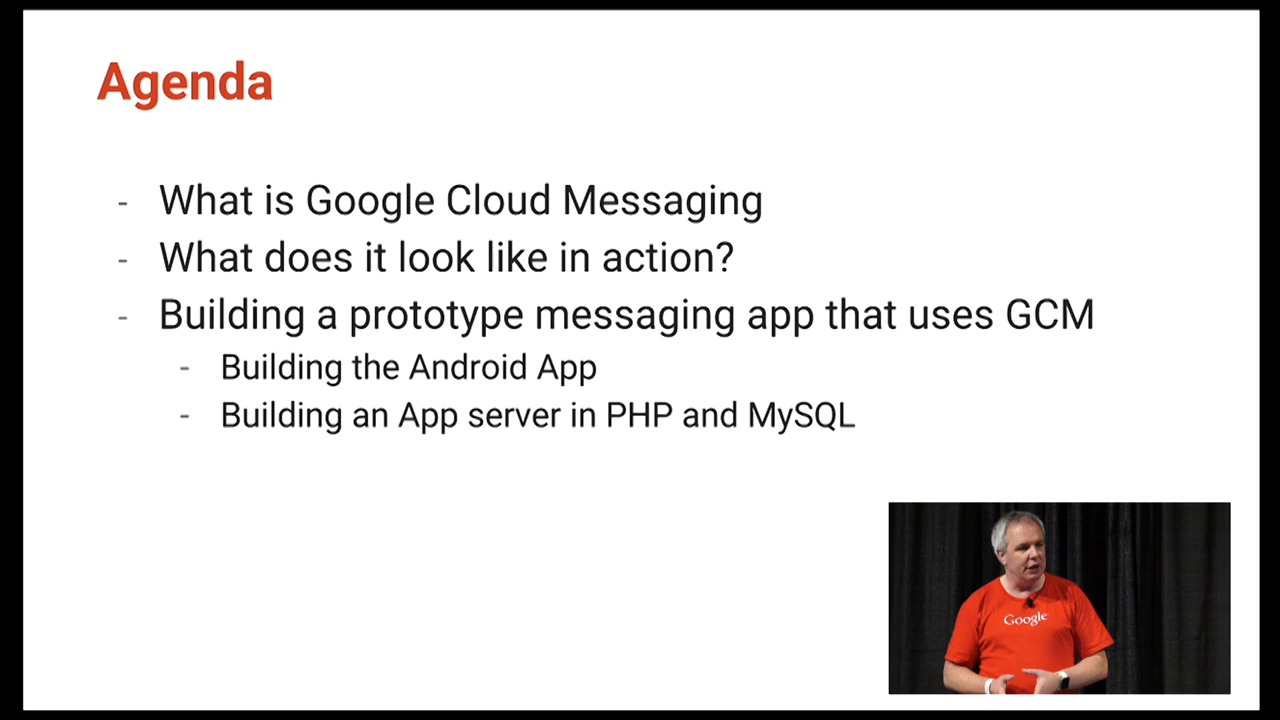 Agenda
- What is Google Cloud Messaging
- What does it look like in action?
- Building a prototype messaging app that uses GCM
- Building the Android App
- Building an App server in PHP and MySQL
Google